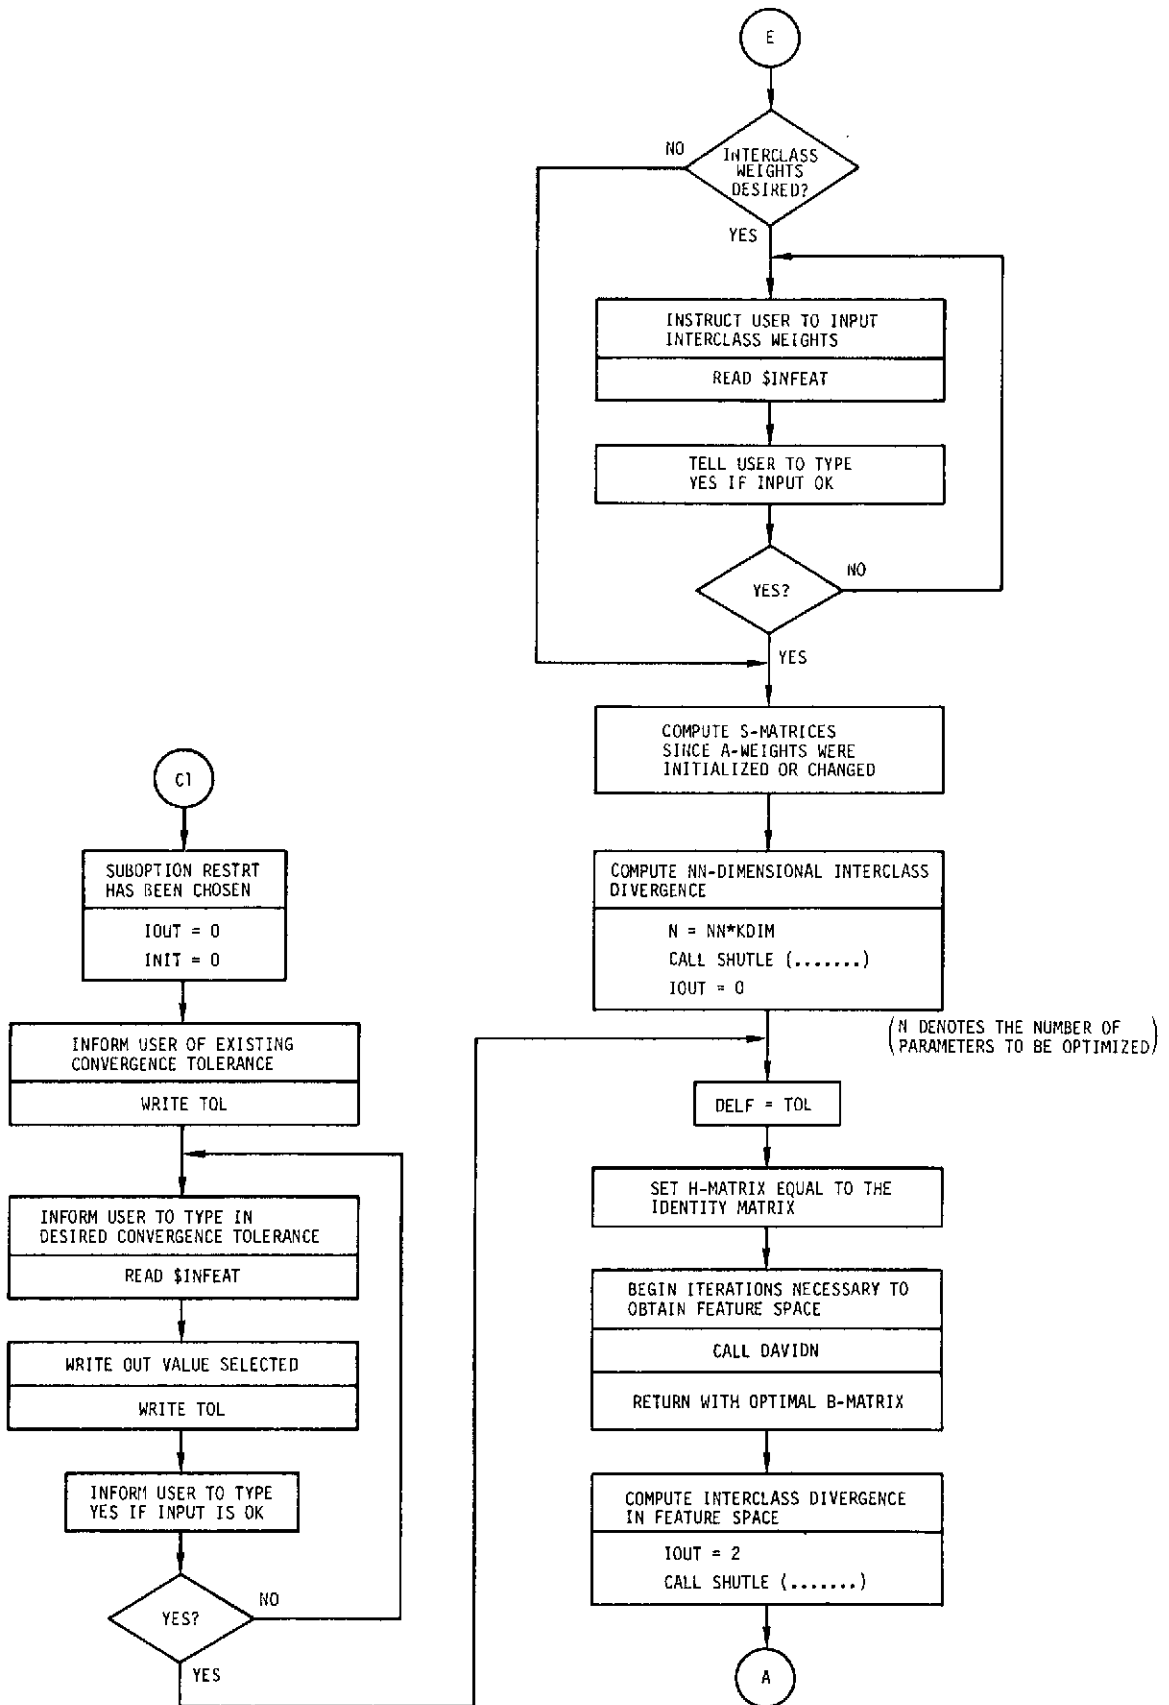 E
NO
INTERCLASS
WEIGHTS
DESIRED?
YES
INSTRUCT USER TO INPUT
INTERCLASS WEIGHTS
READ $INFEAT
TELL USER TO TYPE
YES IF INPUT OK
YES?
NO
YES
COMPUTE S-MATRICES
SINCE A-WEIGHTS WERE
INITIALIZED OR CHANGED
COMPUTE NN-DIMENSIONAL INTERCLASS
DIVERGENCE
N = NN*KDIM
CALL SHUTLE (.......)
IOUT = 0
(N DENOTES THE NUMBER OF
PARAMETERS TO BE OPTIMIZED)
DELF = TOL
SET H-MATRIX EQUAL TO THE
IDENTITY MATRIX
BEGIN ITERATIONS NECESSARY TO
OBTAIN FEATURE SPACE
CALL DAVIDN
RETURN WITH OPTIMAL B-MATRIX
COMPUTE INTERCLASS DIVERGENCE
IN FEATURE SPACE
IOUT = 2
CALL SHUTLE (.......)
A
C1
SUBOPTION RESTRT
HAS BEEN CHOSEN
IOUT = 0
INIT = 0
INFORM USER OF EXISTING
CONVERGENCE TOLERANCE
WRITE TOL
INFORM USER TO TYPE IN
DESIRED CONVERGENCE TOLERANCE
READ $INFEAT
WRITE OUT VALUE SELECTED
WRITE TOL
INFORM USER TO TYPE
YES IF INPUT IS OK
YES?
NO
YES